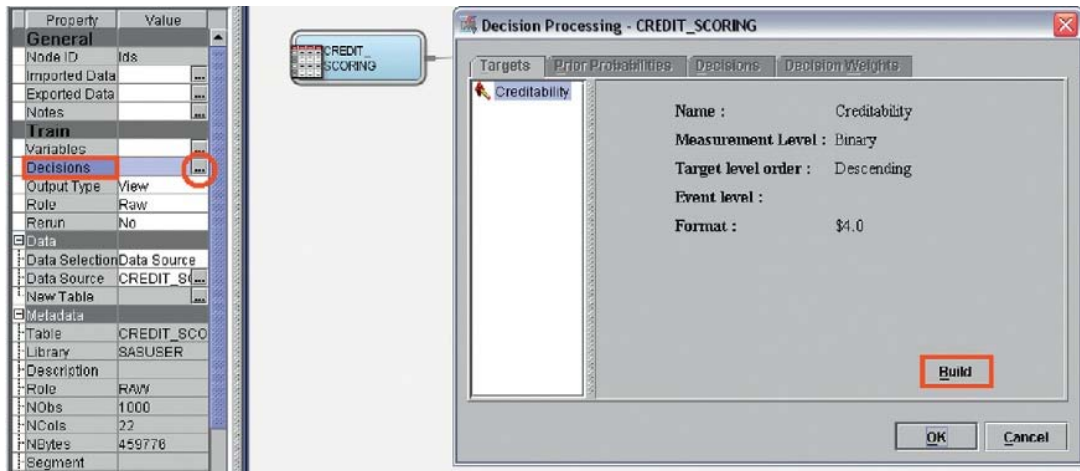 Property Value
General
Node ID Ids
Imported Data ...
Exported Data ...
Notes ...
Train
Variables ...
Decisions ...
Output Type View
Role Raw
Rerun No
Data
Data Selection Data Source
Data Source CREDIT_S ...
New Table ...
Metadata
Table CREDIT_SCO
Library SASUSER
Description
Role RAW
NObs 1000
NCols 22
NBytes 459776
Segment
CREDIT_
SCORING
Decision Processing - CREDIT_SCORING
Targets Prior Probabilities Decisions Decision Weights
Creditability
Name : Creditability
Measurement Level : Binary
Target level order : Descending
Event level :
Format : $4.0
Build
OK Cancel